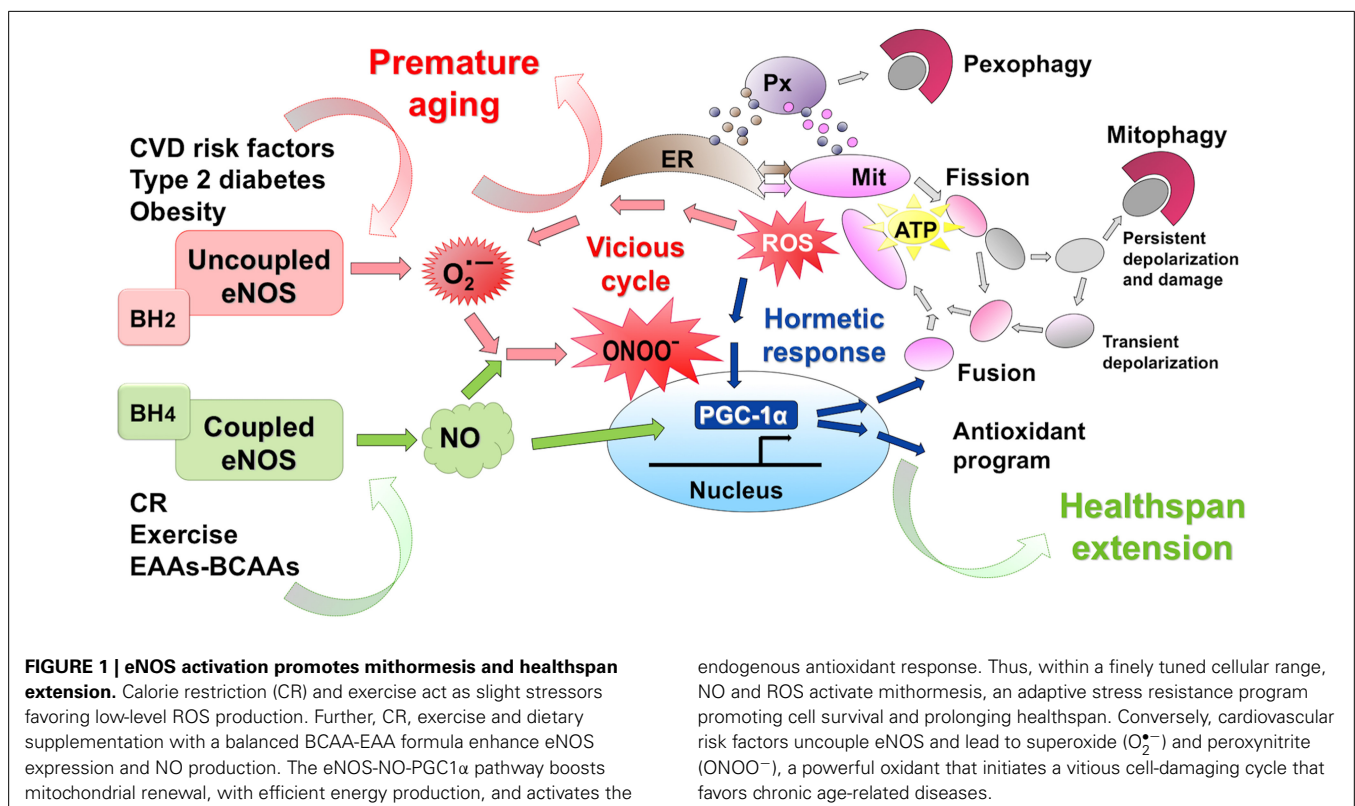 Premature
aging
CVD risk factors
Type 2 diabetes
Obesity
Uncoupled
eNOS
BH2
BH4
Coupled
eNOS
CR
Exercise
EAAs-BCAAs
O2•−
NO
ONOO−
Vicious
cycle
ROS
ER
Px
Mit
ATP
Pexophagy
Mitophagy
Fission
Persistent
depolarization
and damage
Transient
depolarization
Fusion
Hormetic
response
PGC-1α
Nucleus
Antioxidant
program
Healthspan
extension
FIGURE 1 | eNOS activation promotes mithormesis and healthspan
extension. Calorie restriction (CR) and exercise act as slight stressors
favoring low-level ROS production. Further, CR, exercise and dietary
supplementation with a balanced BCAA-EAA formula enhance eNOS
expression and NO production. The eNOS-NO-PGC1α pathway boosts
mitochondrial renewal, with efficient energy production, and activates the
endogenous antioxidant response. Thus, within a finely tuned cellular range,
NO and ROS activate mithormesis, an adaptive stress resistance program
promoting cell survival and prolonging healthspan. Conversely, cardiovascular
risk factors uncouple eNOS and lead to superoxide (O2•−) and peroxynitrite
(ONOO−), a powerful oxidant that initiates a vitious cell-damaging cycle that
favors chronic age-related diseases.